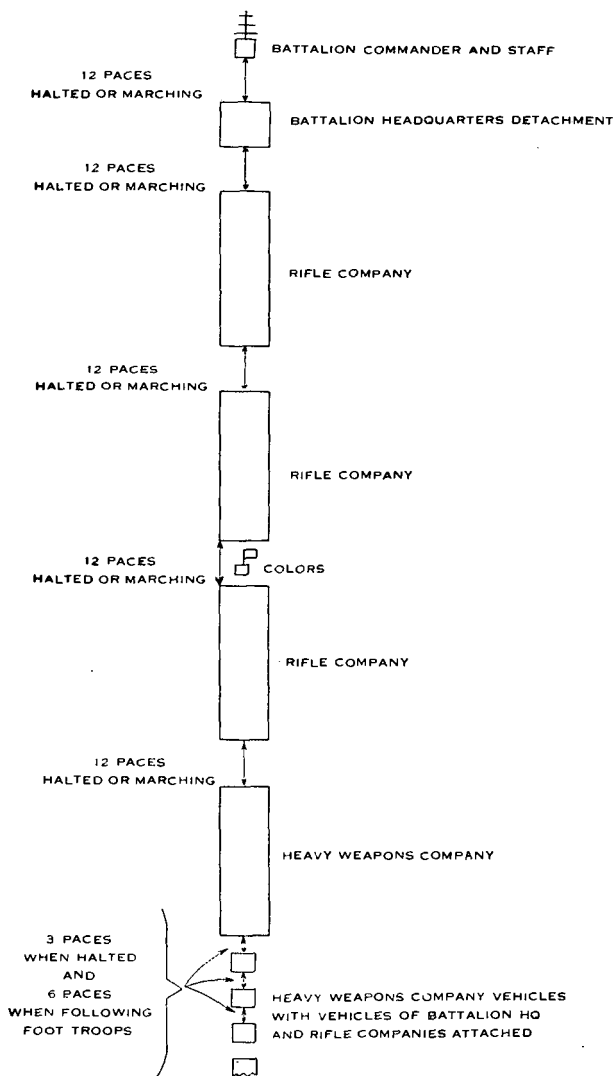 BATTALION COMMANDER AND STAFF
12 PACES
HALTED OR MARCHING
BATTALION HEADQUARTERS DETACHMENT
12 PACES
HALTED OR MARCHING
RIFLE COMPANY
12 PACES
HALTED OR MARCHING
RIFLE COMPANY
12 PACES
HALTED OR MARCHING
COLORS
RIFLE COMPANY
12 PACES
HALTED OR MARCHING
HEAVY WEAPONS COMPANY
3 PACES
WHEN HALTED
AND
6 PACES
WHEN FOLLOWING
FOOT TROOPS
HEAVY WEAPONS COMPANY VEHICLES
WITH VEHICLES OF BATTALION HQ
AND RIFLE COMPANIES ATTACHED